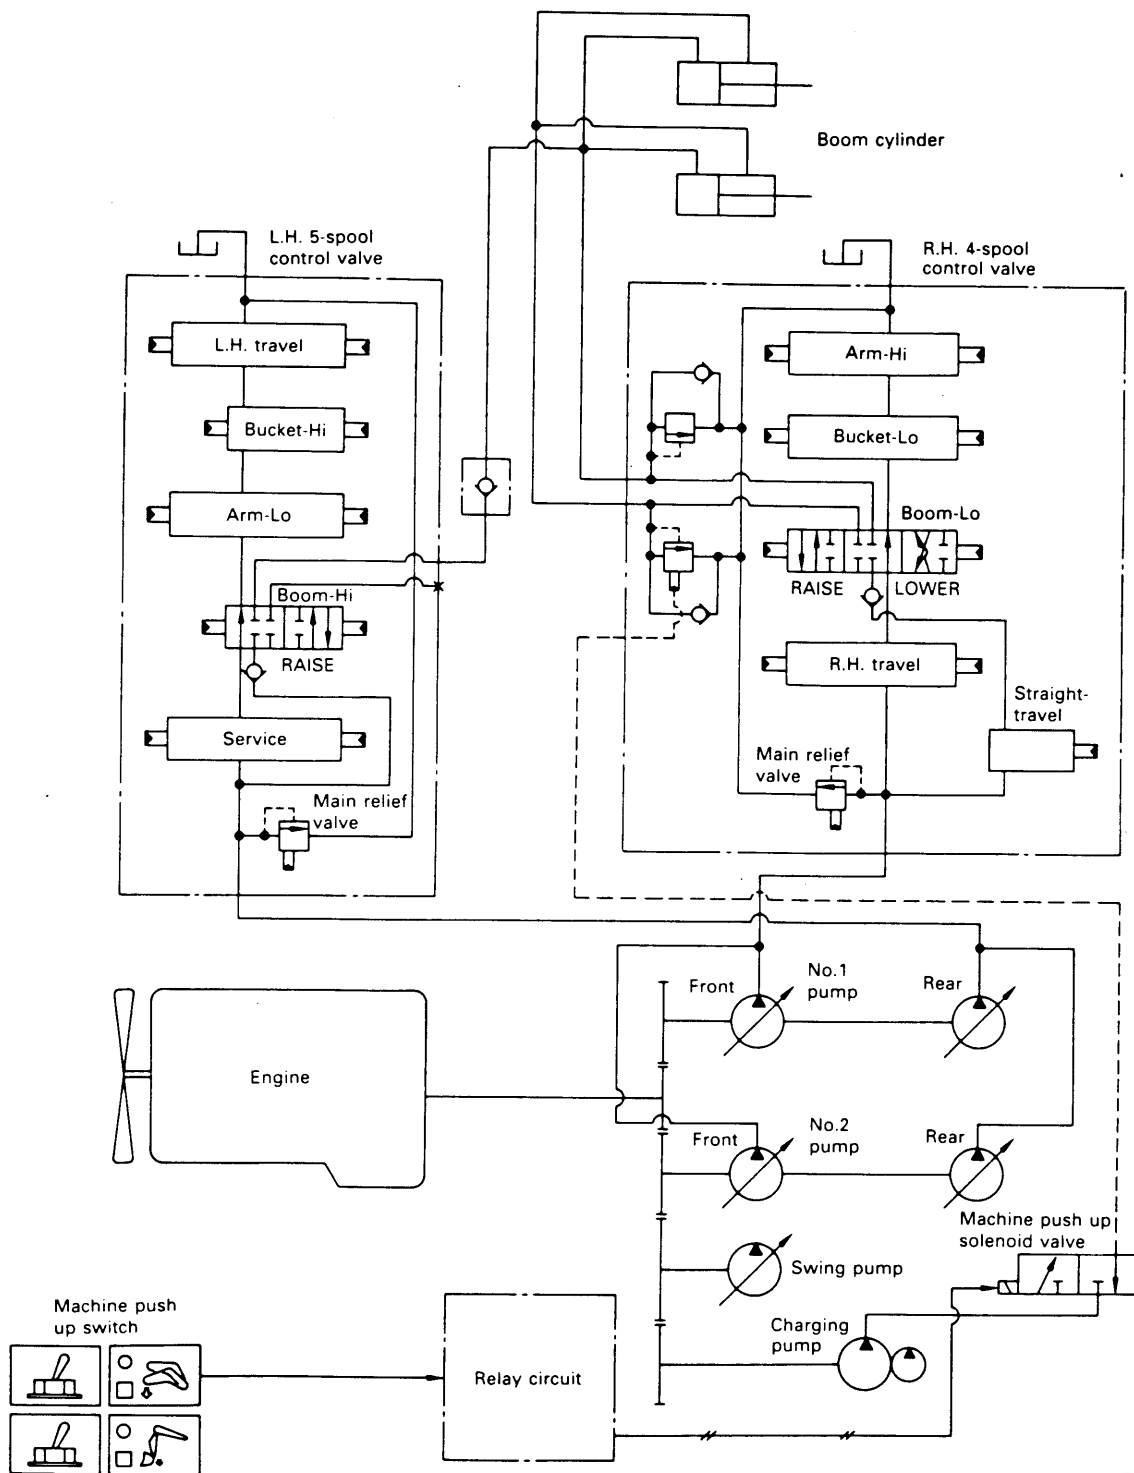 Boom cylinder
L.H. 5-spool
control valve
R.H. 4-spool
control valve
L.H. travel
Arm-Hi
Bucket-Hi
Bucket-Lo
Arm-Lo
Boom-Lo
RAISE
LOWER
Boom-Hi
RAISE
R.H. travel
Straight-
travel
Service
Main relief
valve
Main relief
valve
Front
No.1
pump
Rear
Engine
Front
No.2
pump
Rear
Machine push up
solenoid valve
Swing pump
Machine push
up switch
Charging
pump
Relay circuit